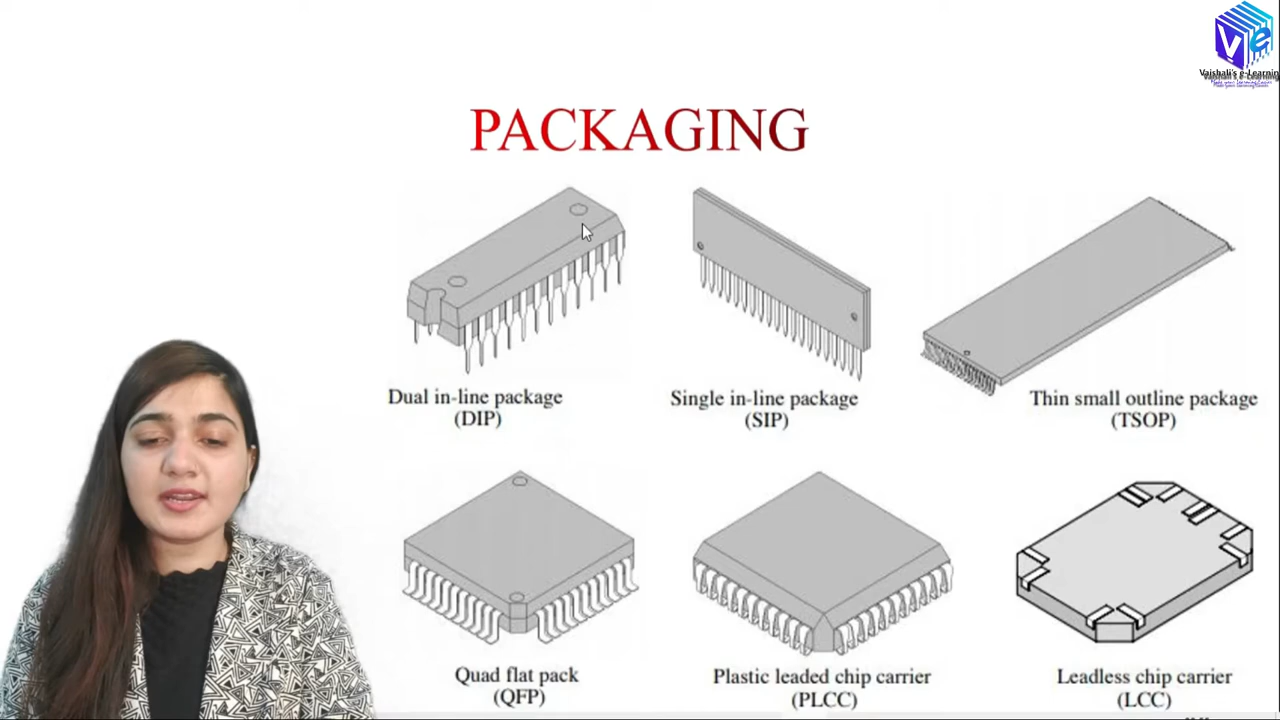 Ve
Vaishali's e-Learning
PACKAGING
Dual in-line package
(DIP)
Single in-line package
(SIP)
Thin small outline package
(TSOP)
Quad flat pack
(QFP)
Plastic leaded chip carrier
(PLCC)
Leadless chip carrier
(LCC)